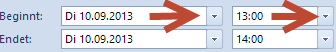 Beginnt: Di 10.09.2013 13:00
Endet: Di 10.09.2013 14:00